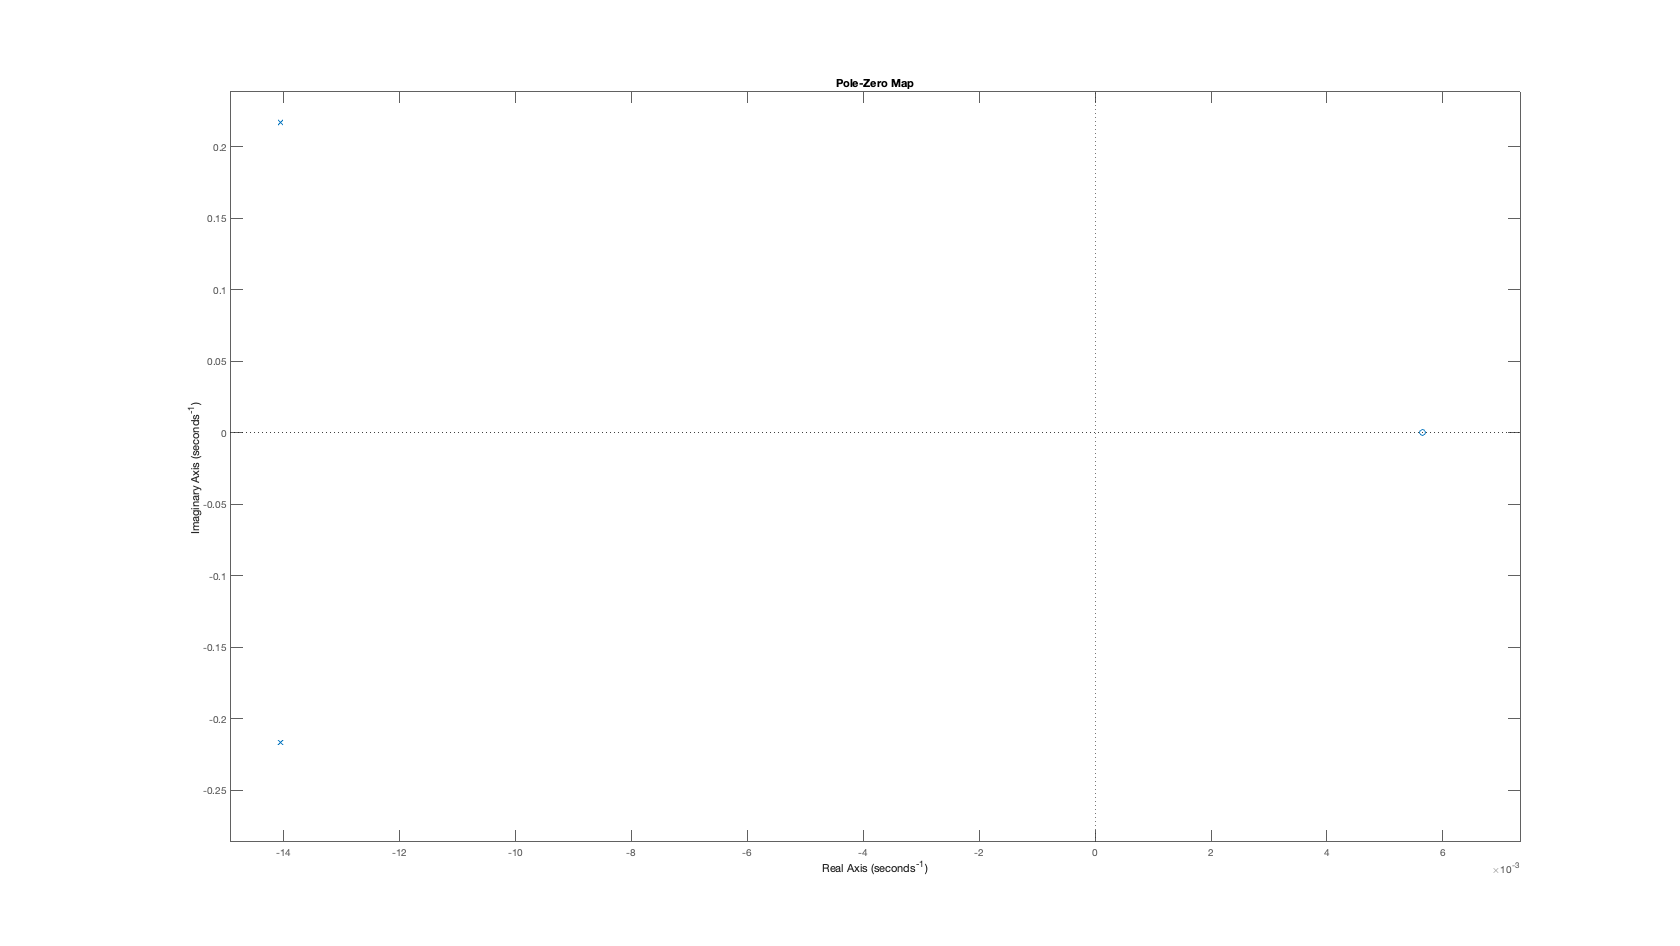 Pole-Zero Map
0.2
0.15
0.1
0.05
0
-0.05
-0.1
-0.15
-0.2
-0.25
Imaginary Axis (seconds⁻¹)
-14 -12 -10 -8 -6 -4 -2 0 2 4 6
Real Axis (seconds⁻¹)
×10⁻³